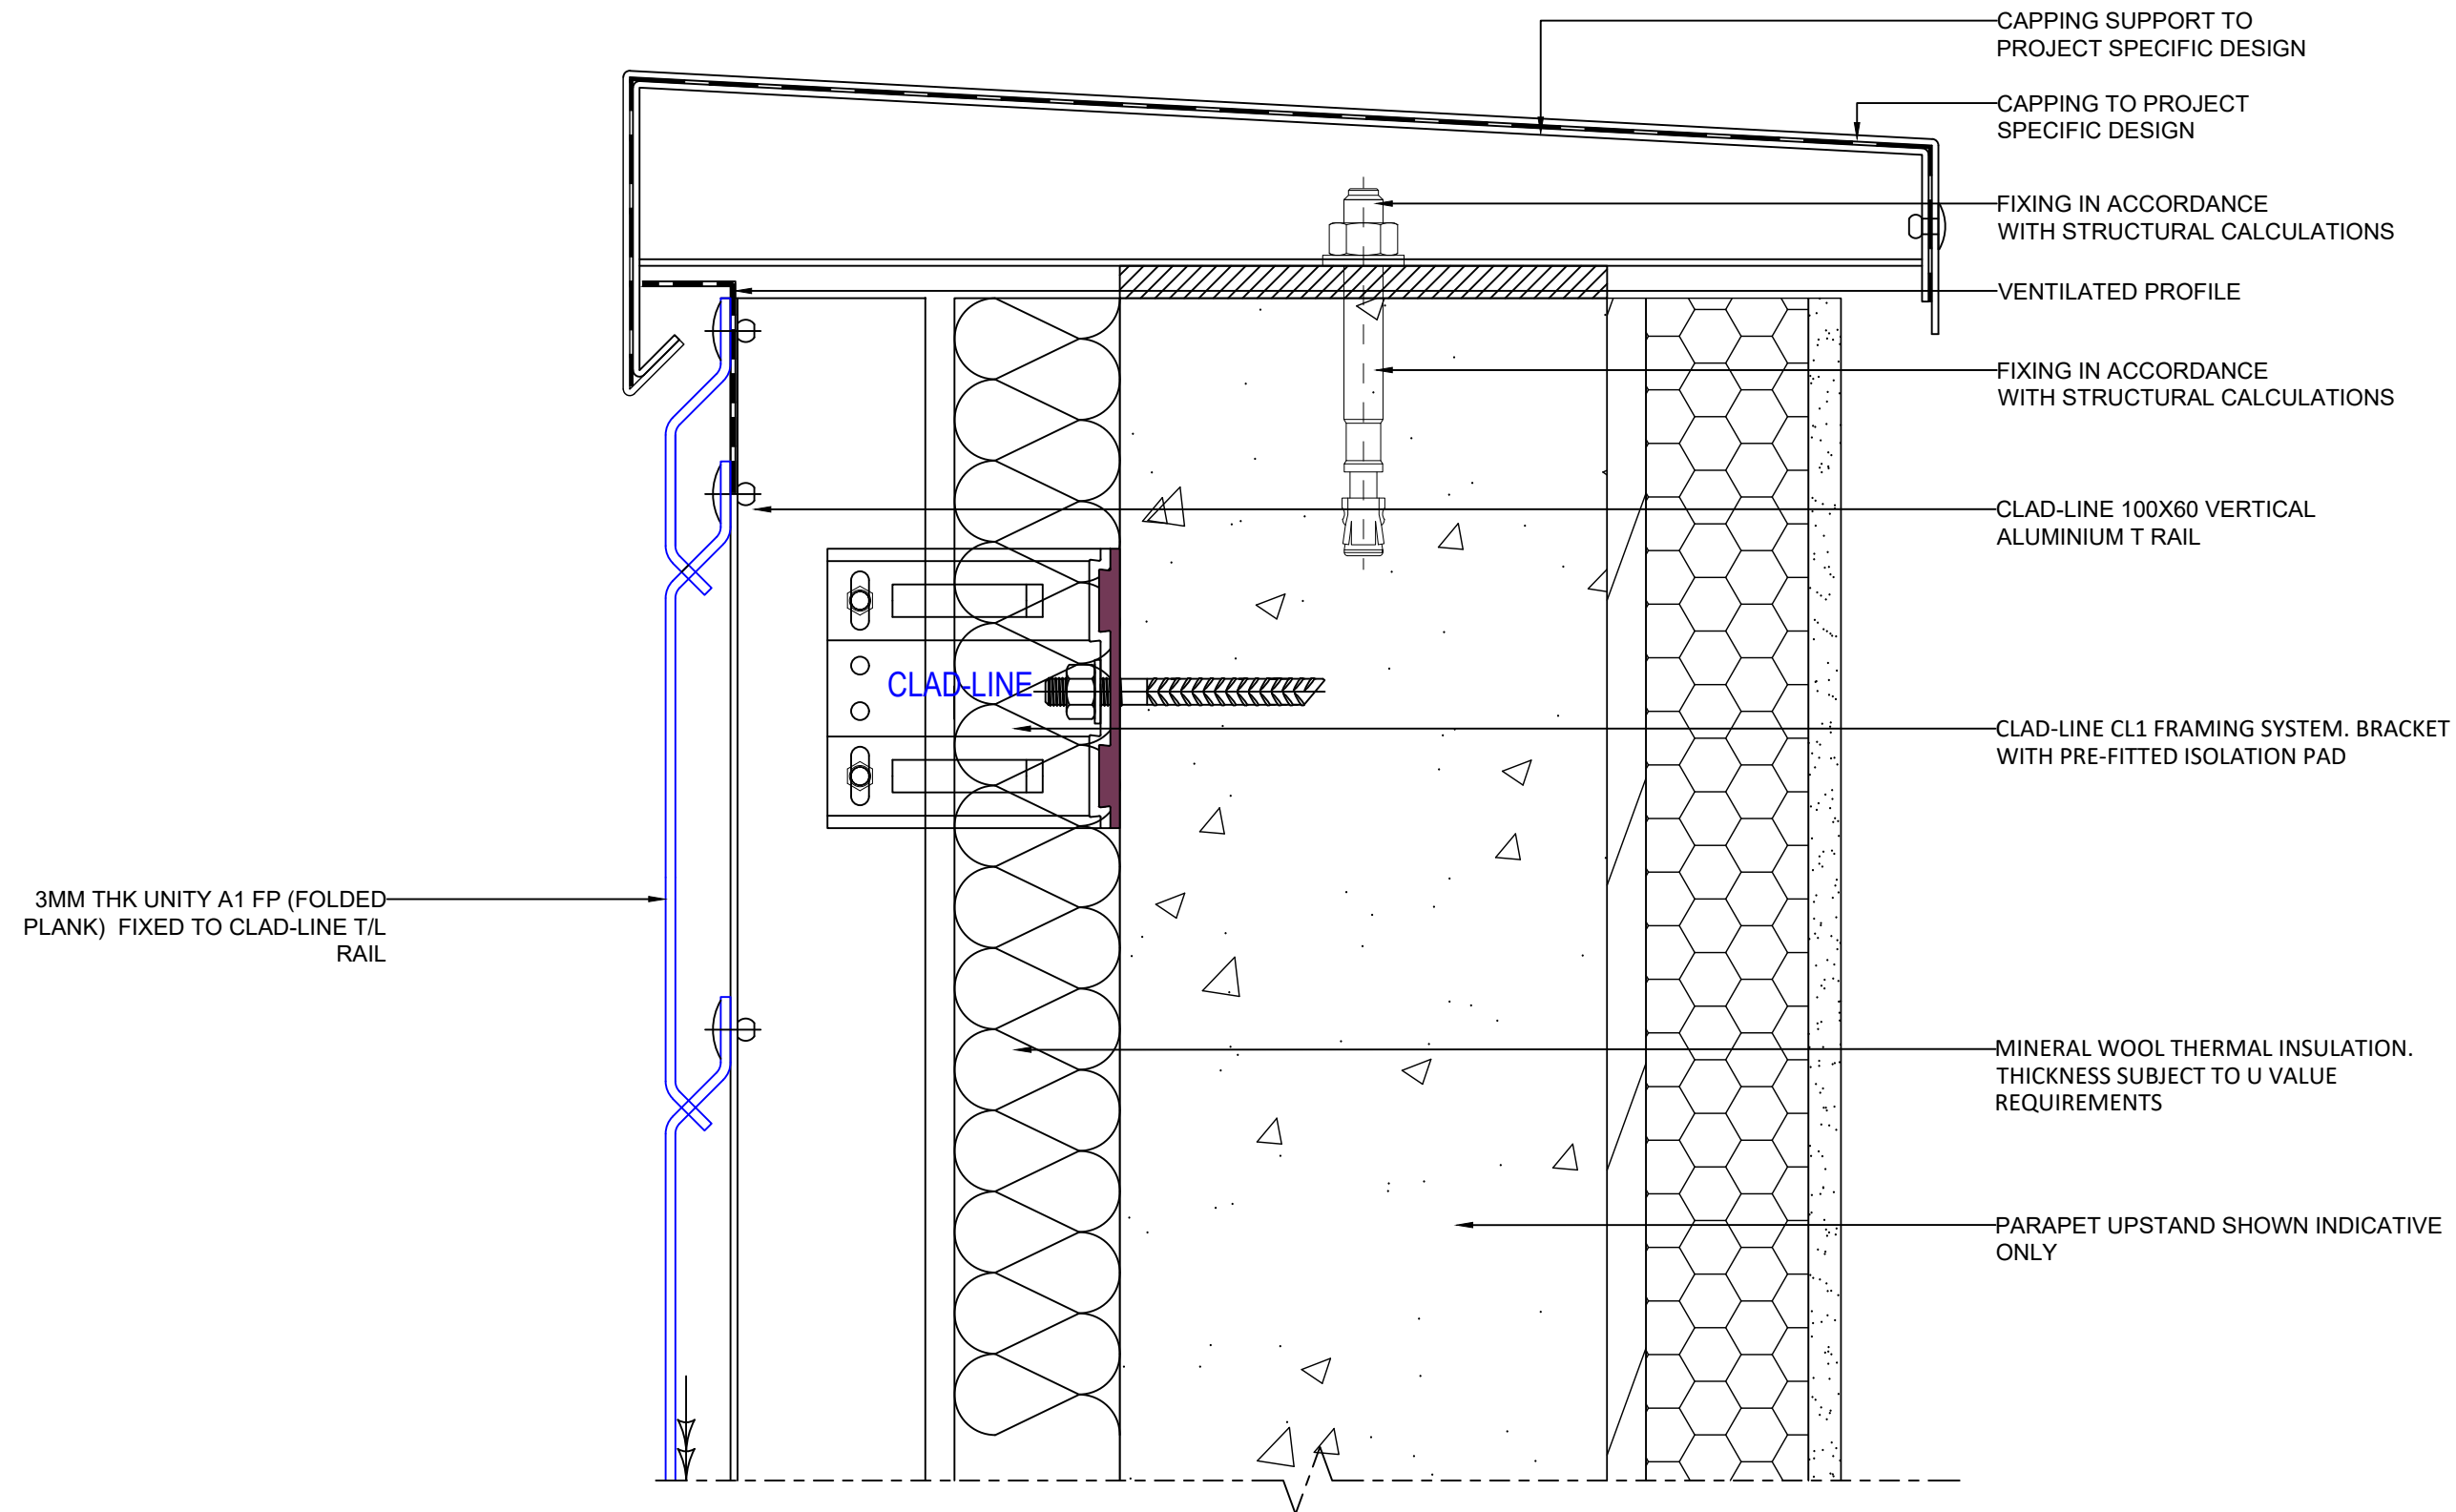 CAPPING SUPPORT TO
PROJECT SPECIFIC DESIGN
CAPPING TO PROJECT
SPECIFIC DESIGN
FIXING IN ACCORDANCE
WITH STRUCTURAL CALCULATIONS
VENTILATED PROFILE
FIXING IN ACCORDANCE
WITH STRUCTURAL CALCULATIONS
CLAD-LINE 100X60 VERTICAL
ALUMINIUM T RAIL
CLAD-LINE
CLAD-LINE CL1 FRAMING SYSTEM. BRACKET
WITH PRE-FITTED ISOLATION PAD
3MM THK UNITY A1 FP (FOLDED
PLANK) FIXED TO CLAD-LINE T/L
RAIL
MINERAL WOOL THERMAL INSULATION.
THICKNESS SUBJECT TO U VALUE
REQUIREMENTS
PARAPET UPSTAND SHOWN INDICATIVE
ONLY